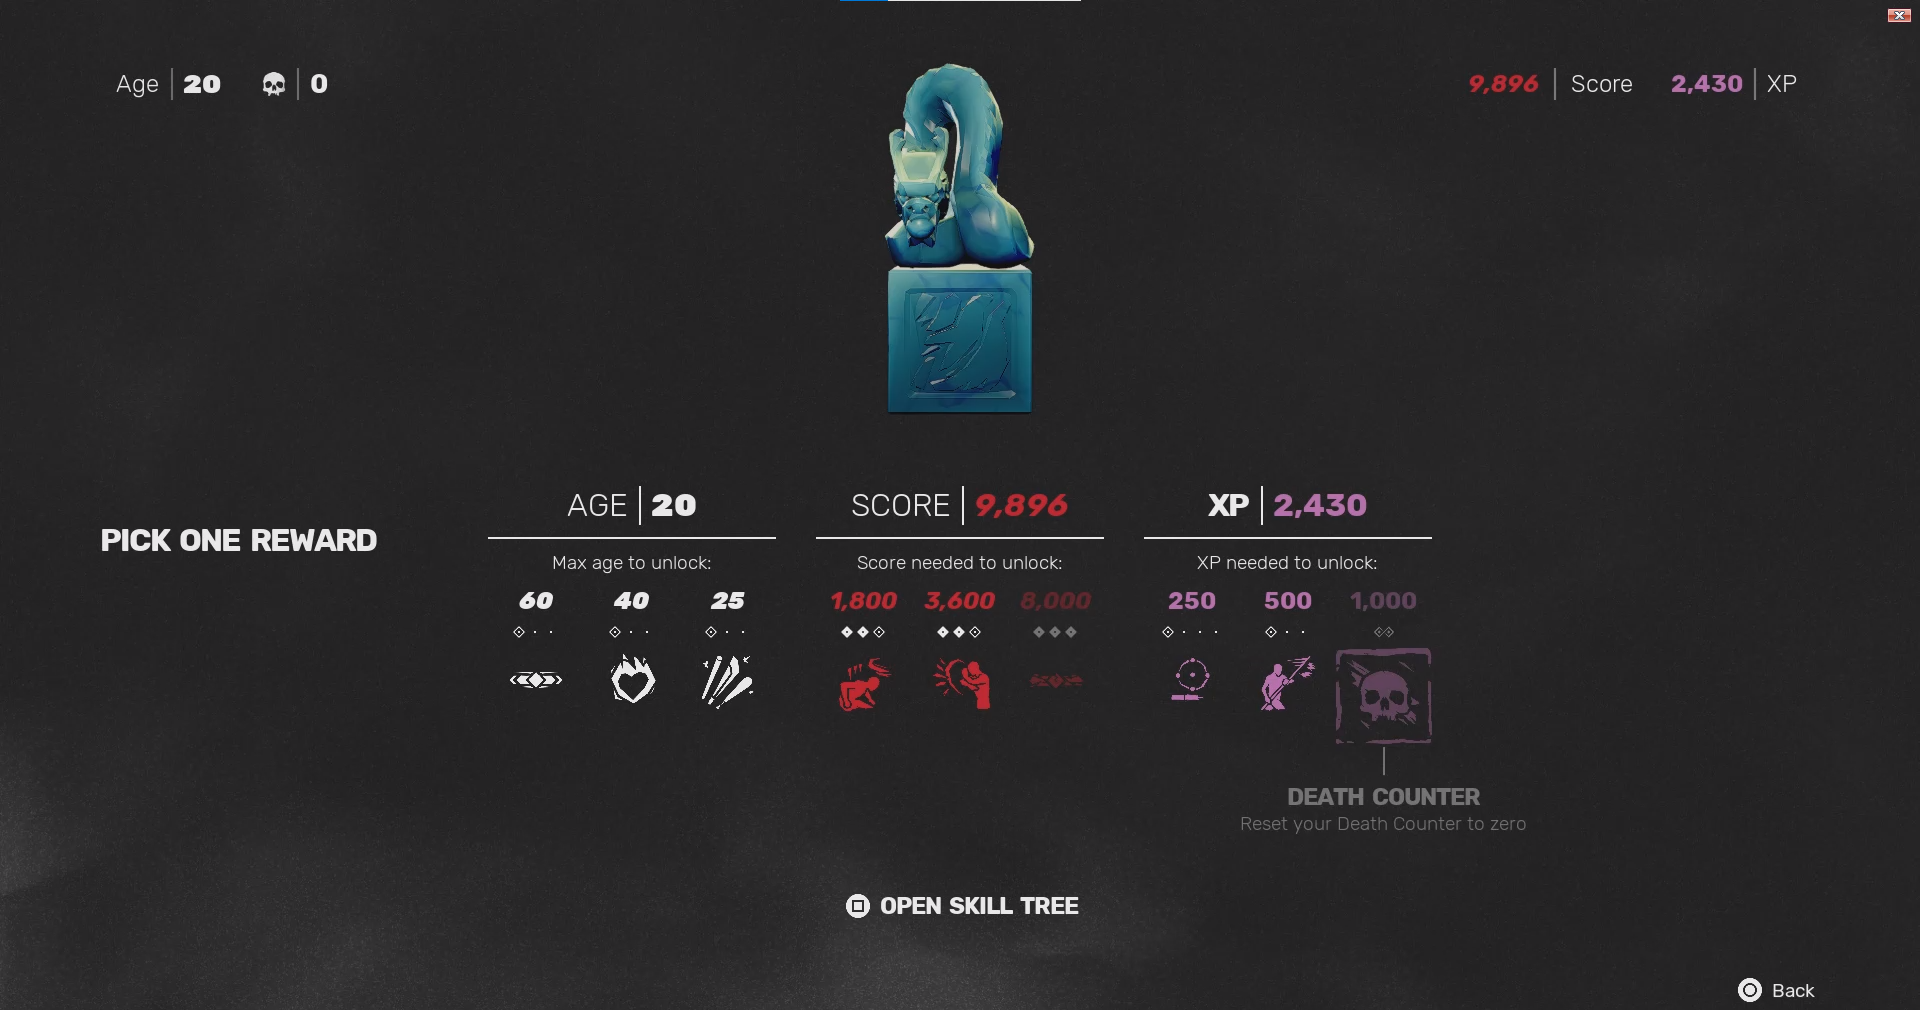 Age 20 0
9,896 Score 2,430 XP
PICK ONE REWARD
AGE 20
Max age to unlock:
60 40 25
SCORE 9,896
Score needed to unlock:
1,800 3,600 8,000
XP 2,430
XP needed to unlock:
250 500 1,000
DEATH COUNTER
Reset your Death Counter to zero
OPEN SKILL TREE
Back